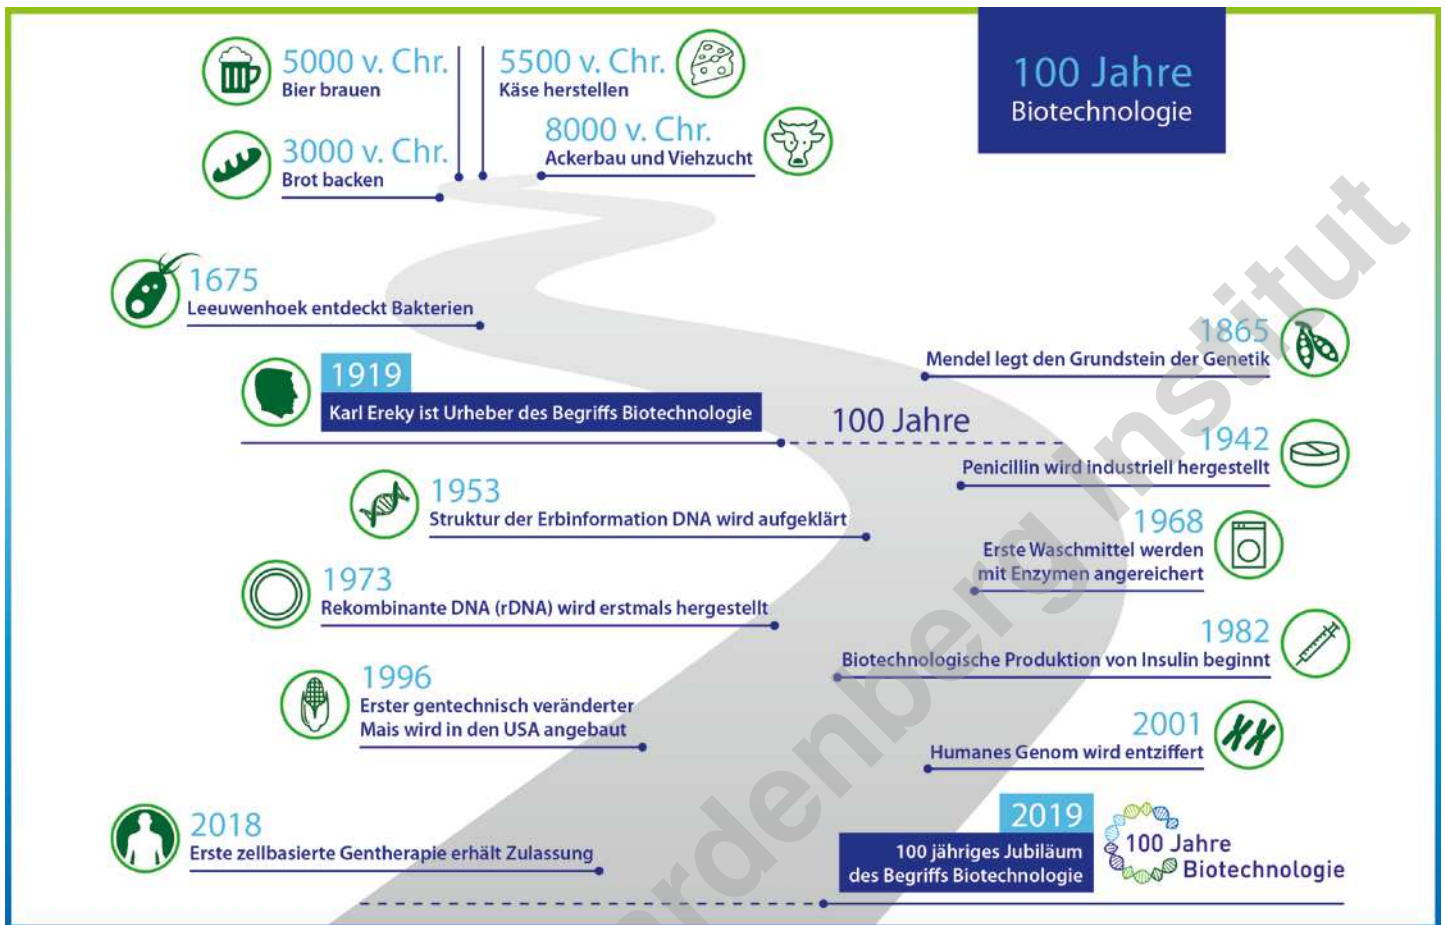 100 Jahre
Biotechnologie
5000 v. Chr.
Bier brauen
5500 v. Chr.
Käse herstellen
3000 v. Chr.
Brot backen
8000 v. Chr.
Ackerbau und Viehzucht
1675
Leeuwenhoek entdeckt Bakterien
1865
Mendel legt den Grundstein der Genetik
1919
Karl Ereky ist Urheber des Begriffs Biotechnologie
100 Jahre
1942
Penicillin wird industriell hergestellt
1953
Struktur der Erbinformation DNA wird aufgeklärt
1968
Erste Waschmittel werden
mit Enzymen angereichert
1973
Rekombinante DNA (rDNA) wird erstmals hergestellt
1982
Biotechnologische Produktion von Insulin beginnt
1996
Erster gentechnisch veränderter
Mais wird in den USA angebaut
2001
Humanes Genom wird entziffert
2018
Erste zellbasierte Gentherapie erhält Zulassung
2019
100 jähriges Jubiläum
des Begriffs Biotechnologie
100 Jahre
Biotechnologie
Institut